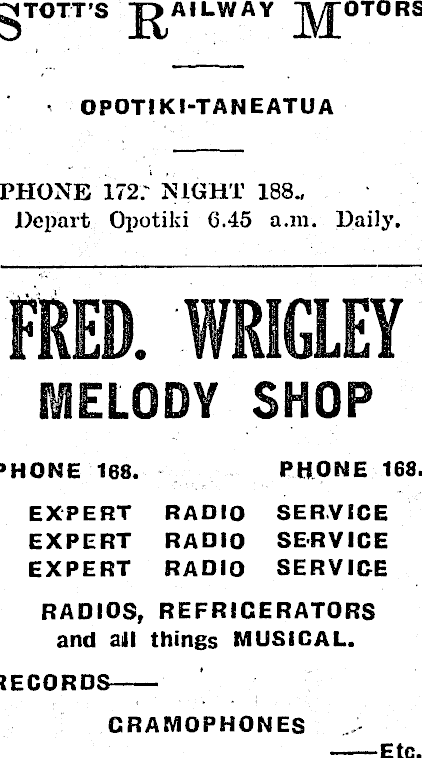 STOTT'S RAILWAY MOTORS
OPOTIKI-TANEATUA
PHONE 172. NIGHT 188.
Depart Opotiki 6.45 a.m. Daily.
FRED. WRIGLEY
MELODY SHOP
PHONE 168. PHONE 168.
EXPERT RADIO SERVICE
EXPERT RADIO SERVICE
EXPERT RADIO SERVICE
RADIOS, REFRIGERATORS
and all things MUSICAL.
RECORDS——
GRAMOPHONES
——Etc.